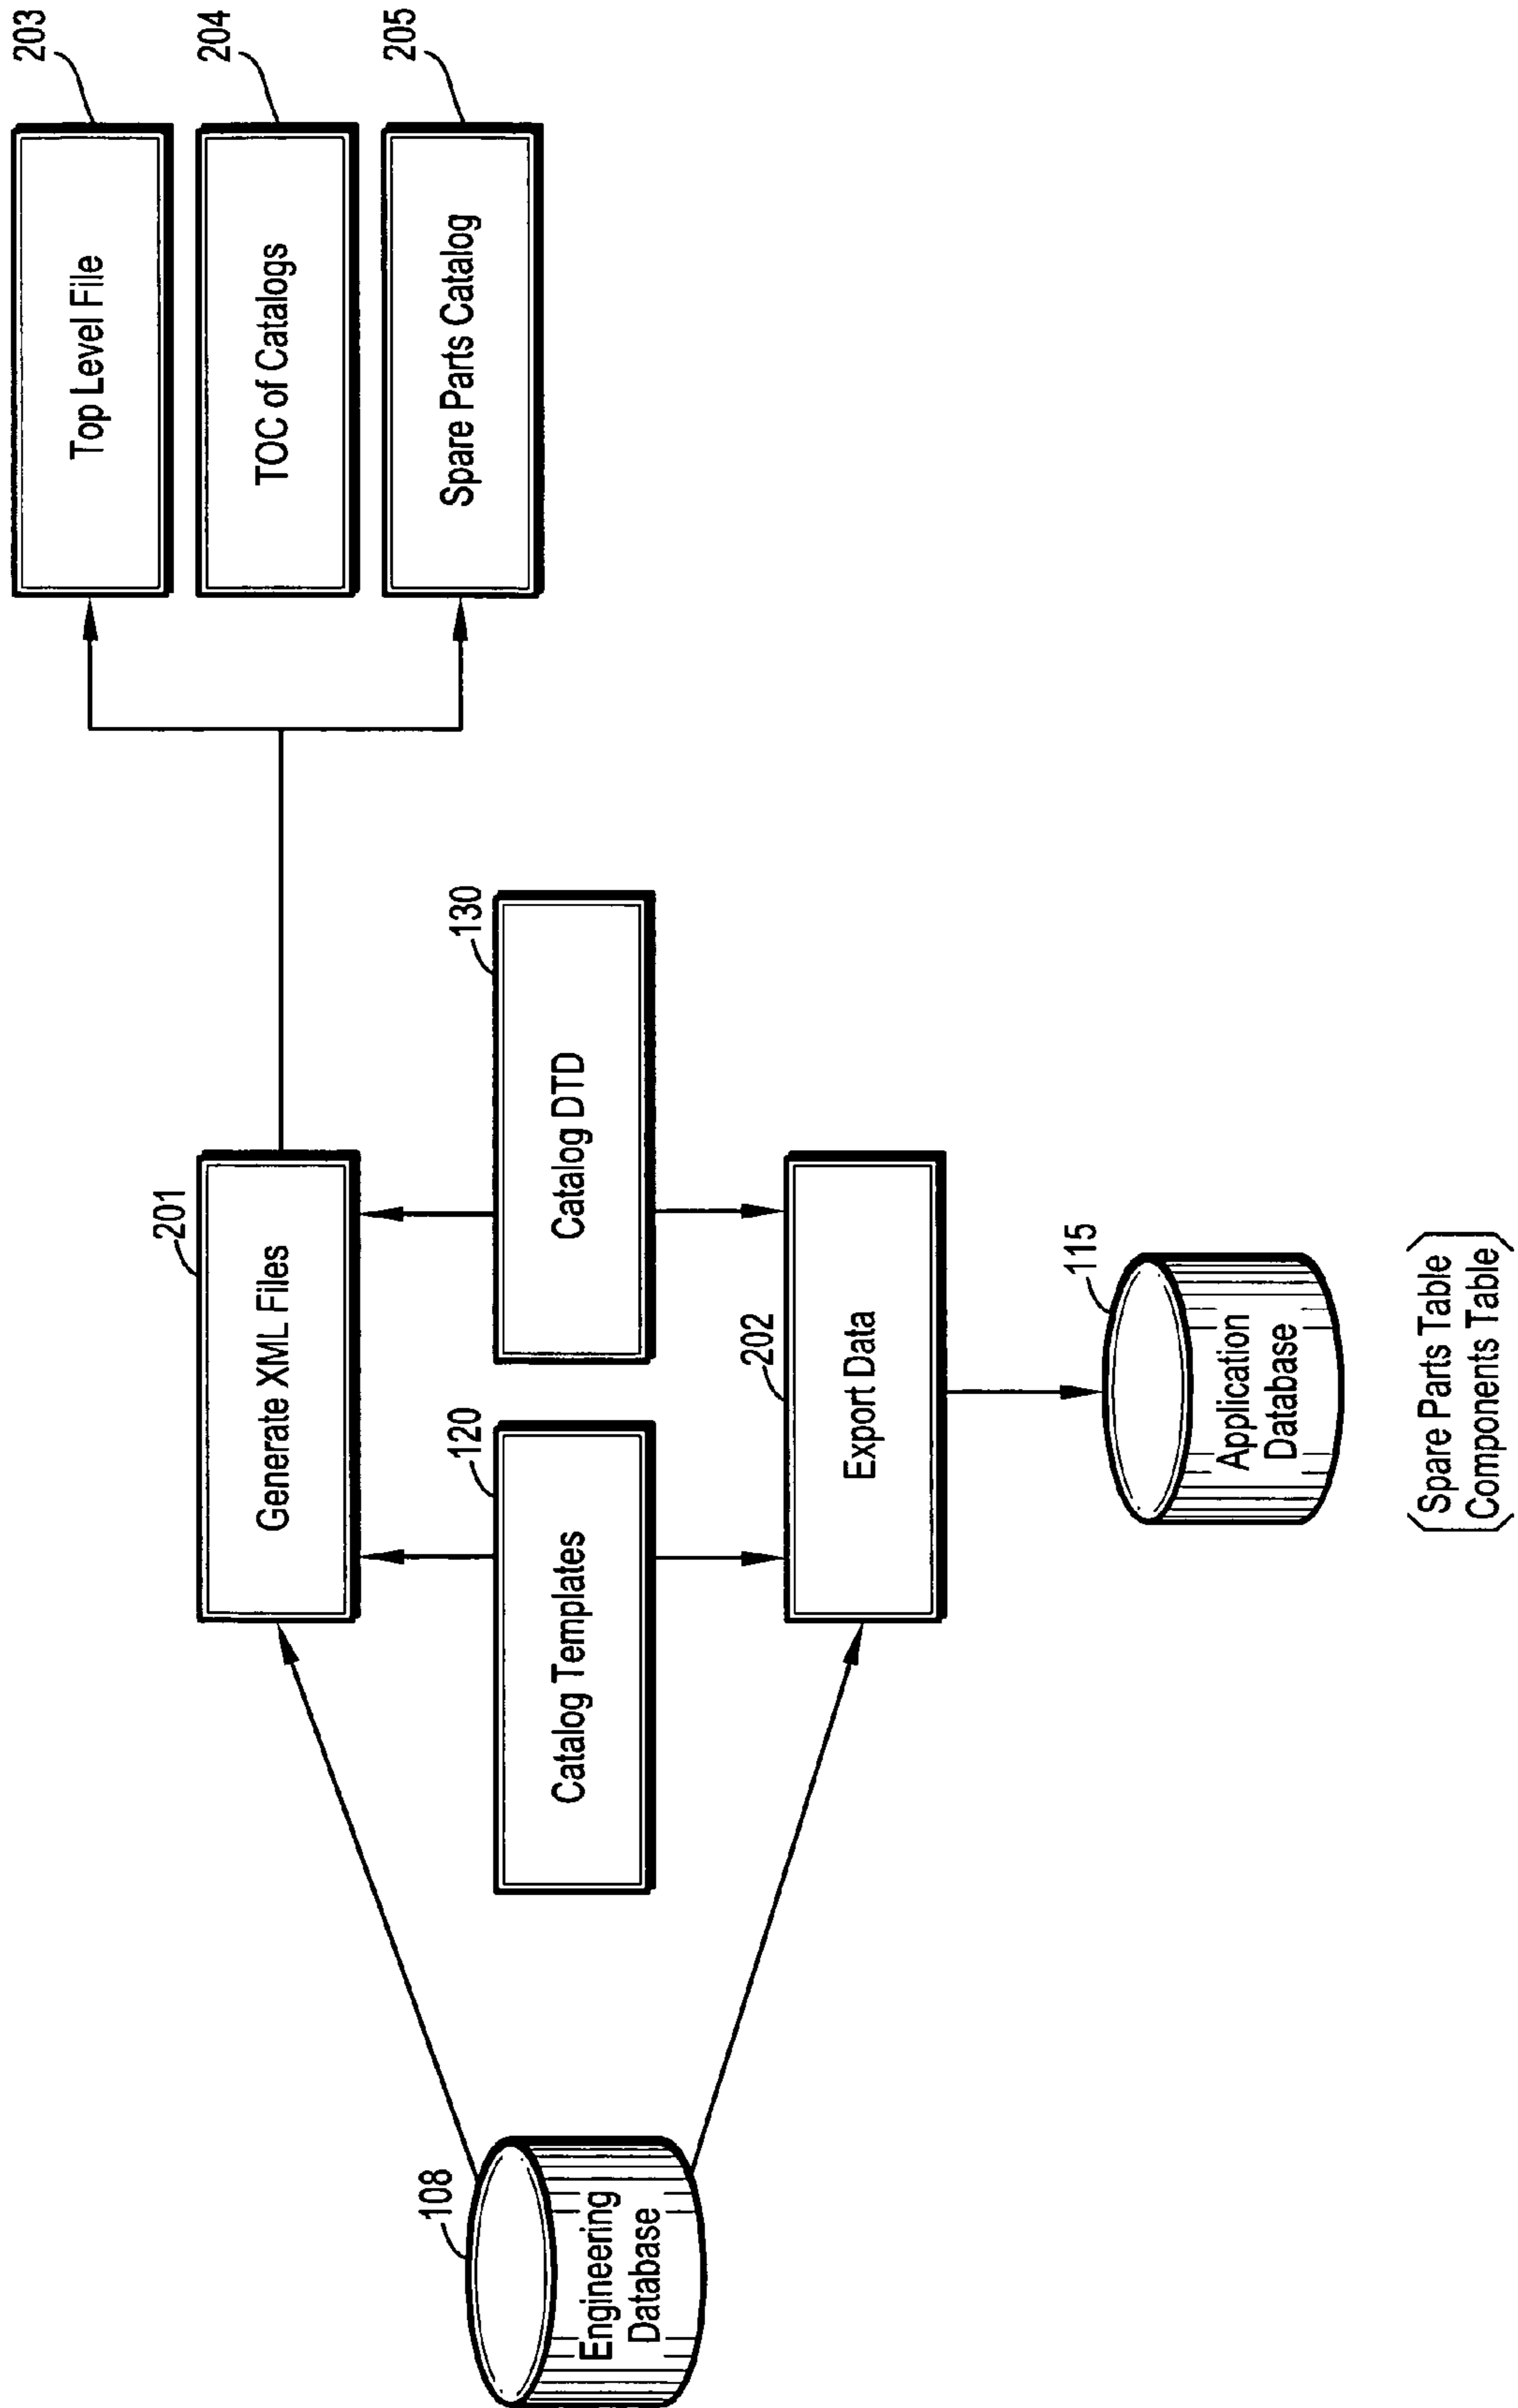 203
Top Level File
204
TOC of Catalogs
205
Spare Parts Catalog
201
Generate XML Files
130
Catalog DTD
120
Catalog Templates
202
Export Data
108
Engineering
Database
115
Application
Database
(Spare Parts Table
Components Table)